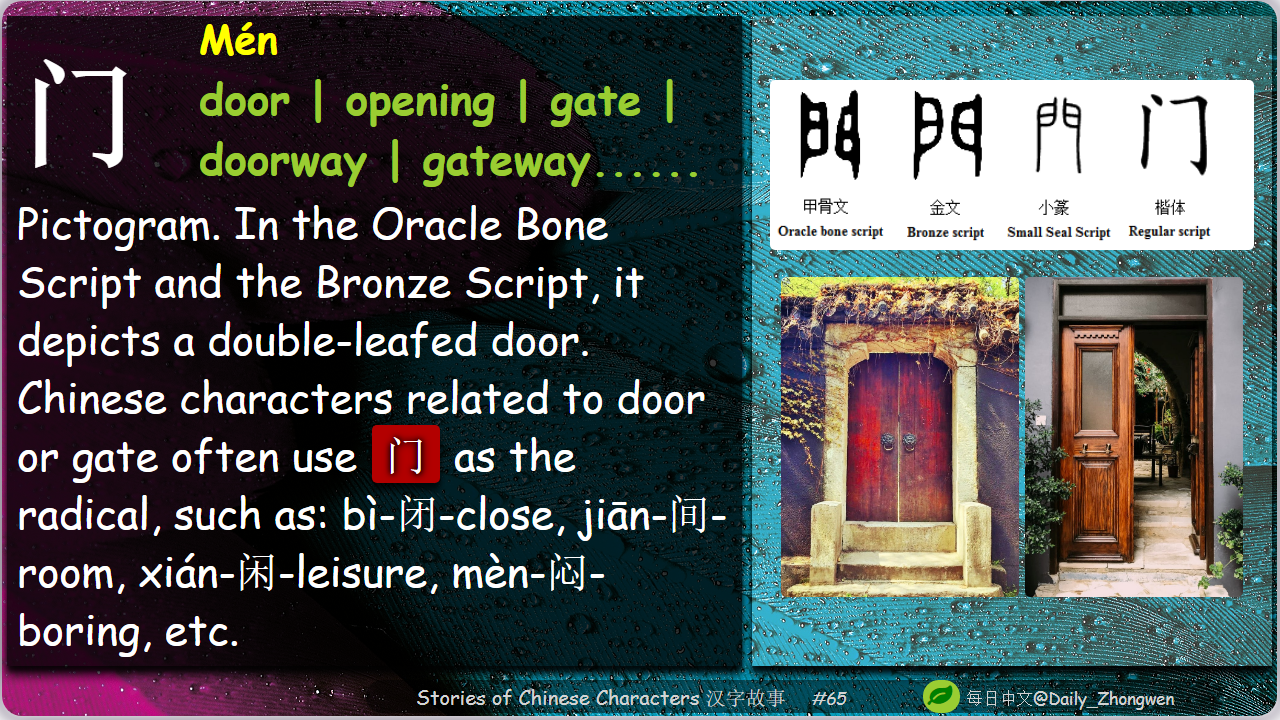 门
Mén
door | opening | gate |
doorway | gateway......
Pictogram. In the Oracle Bone
Script and the Bronze Script, it
depicts a double-leafed door.
Chinese characters related to door
or gate often use 门 as the
radical, such as: bì-闭-close, jiān-间-
room, xián-闲-leisure, mèn-闷-
boring, etc.
門 門 門 门
甲骨文 金文 小篆 楷体
Oracle bone script Bronze script Small Seal Script Regular script
Stories of Chinese Characters 汉字故事 #65
每日中文@Daily_Zhongwen